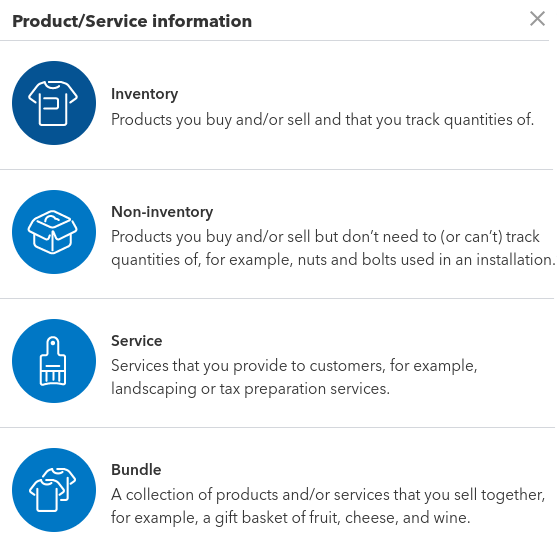 Product/Service information
Inventory
Products you buy and/or sell and that you track quantities of.
Non-inventory
Products you buy and/or sell but don’t need to (or can’t) track
quantities of, for example, nuts and bolts used in an installation.
Service
Services that you provide to customers, for example,
landscaping or tax preparation services.
Bundle
A collection of products and/or services that you sell together,
for example, a gift basket of fruit, cheese, and wine.